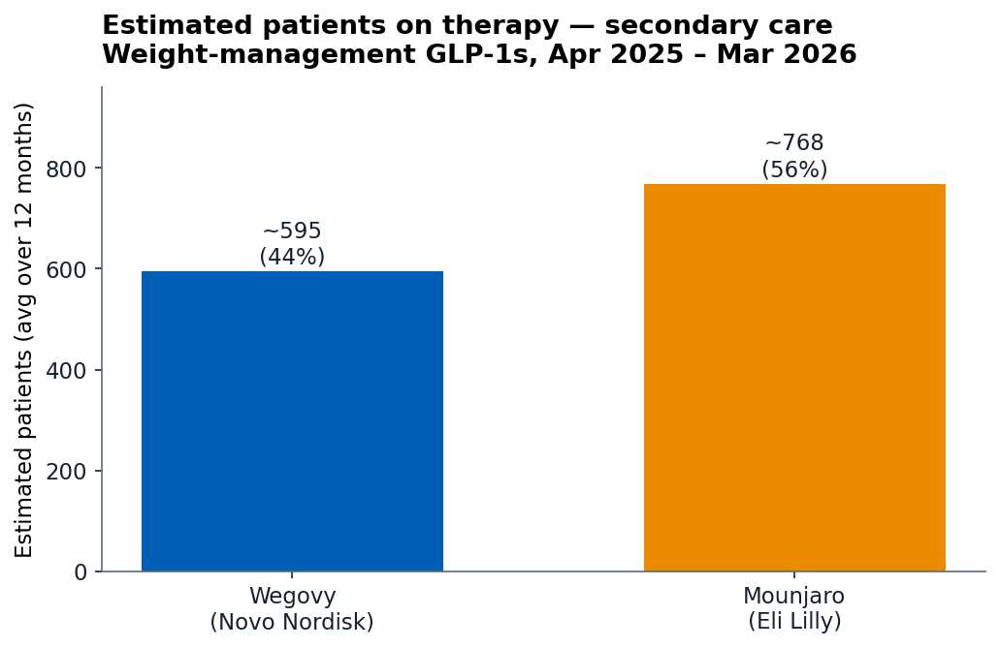 Estimated patients on therapy — secondary care
Weight-management GLP-1s, Apr 2025 – Mar 2026
Estimated patients (avg over 12 months)
800
600
400
200
0
~595
(44%)
~768
(56%)
Wegovy
(Novo Nordisk)
Mounjaro
(Eli Lilly)